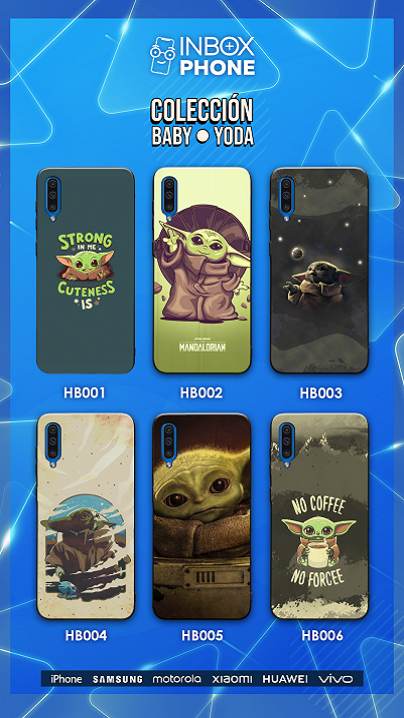 INBOX
PHONE
COLECCIÓN
BABY YODA
STRONG
IN ME
CUTENESS
IS
MANDALORIAN
HB001
HB002
HB003
NO COFFEE
NO FORCEE
HB004
HB005
HB006
iPhone SAMSUNG motorola xiaomi HUAWEI vivo